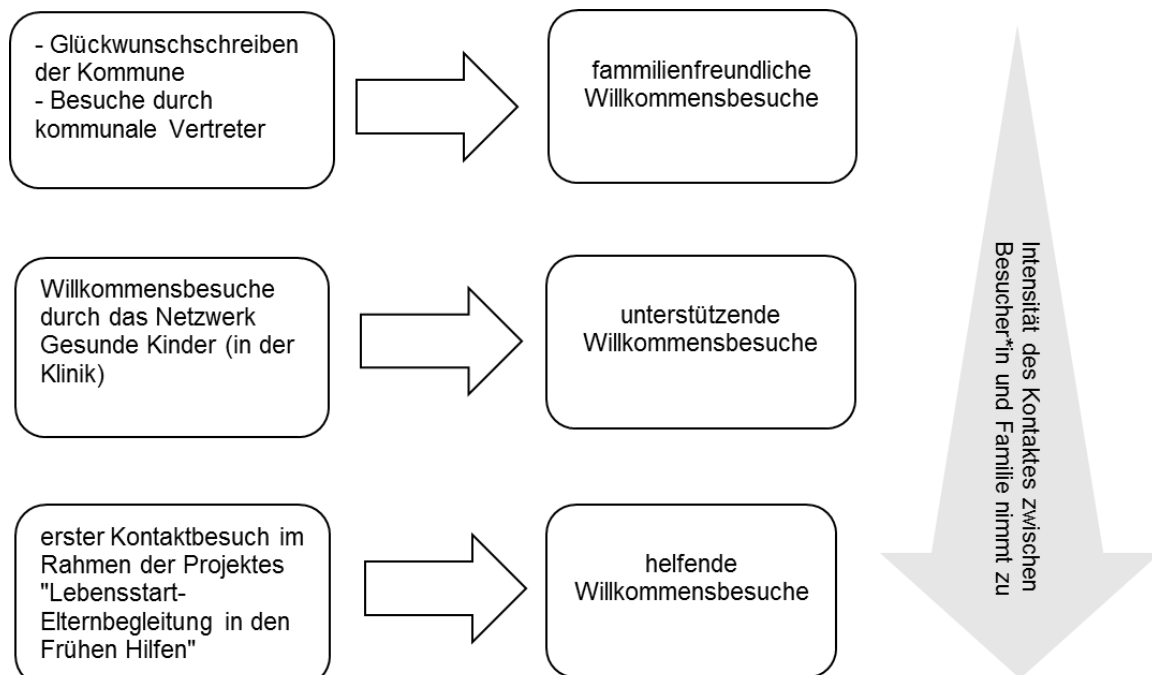 - Glückwunschschreiben
der Kommune
- Besuche durch
kommunale Vertreter
fammilienfreundliche
Willkommensbesuche
Willkommensbesuche
durch das Netzwerk
Gesunde Kinder (in der
Klinik)
unterstützende
Willkommensbesuche
erster Kontaktbesuch im
Rahmen der Projektes
"Lebensstart-
Elternbegleitung in den
Frühen Hilfen"
helfende
Willkommensbesuche
Intensität des Kontaktes zwischen
Besucher*in und Familie nimmt zu